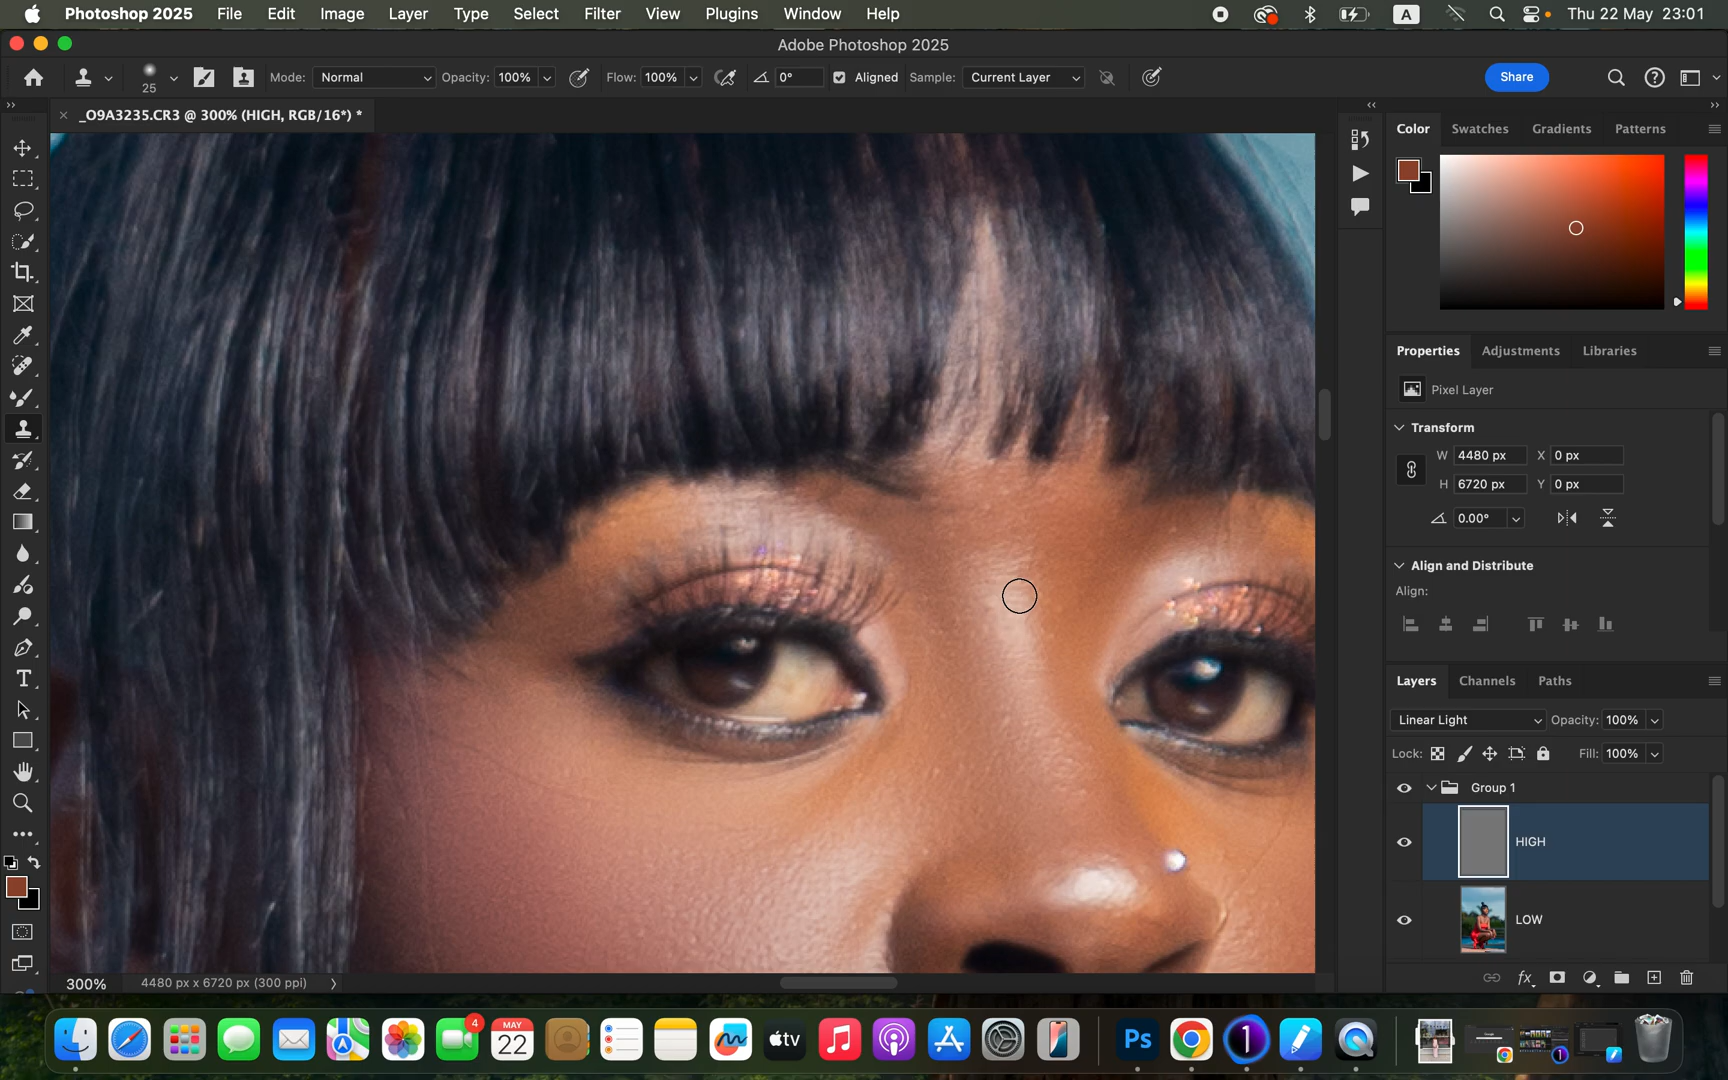 Photoshop 2025 File Edit Image Layer Type Select Filter View Plugins Window Help A Thu 22 May 23:01
Adobe Photoshop 2025
25 Mode: Normal Opacity: 100% Flow: 100% 0° Aligned Sample: Current Layer Share
_O9A3235.CR3 @ 300% (HIGH, RGB/16*) *
Color Swatches Gradients Patterns
Properties Adjustments Libraries
Pixel Layer
Transform
W 4480 px X 0 px
H 6720 px Y 0 px
0.00°
Align and Distribute
Align:
Layers Channels Paths
Linear Light Opacity: 100%
Lock: Fill: 100%
Group 1
HIGH
LOW
300% 4480 px x 6720 px (300 ppi)
4
MAY
22
tv
Ps
1